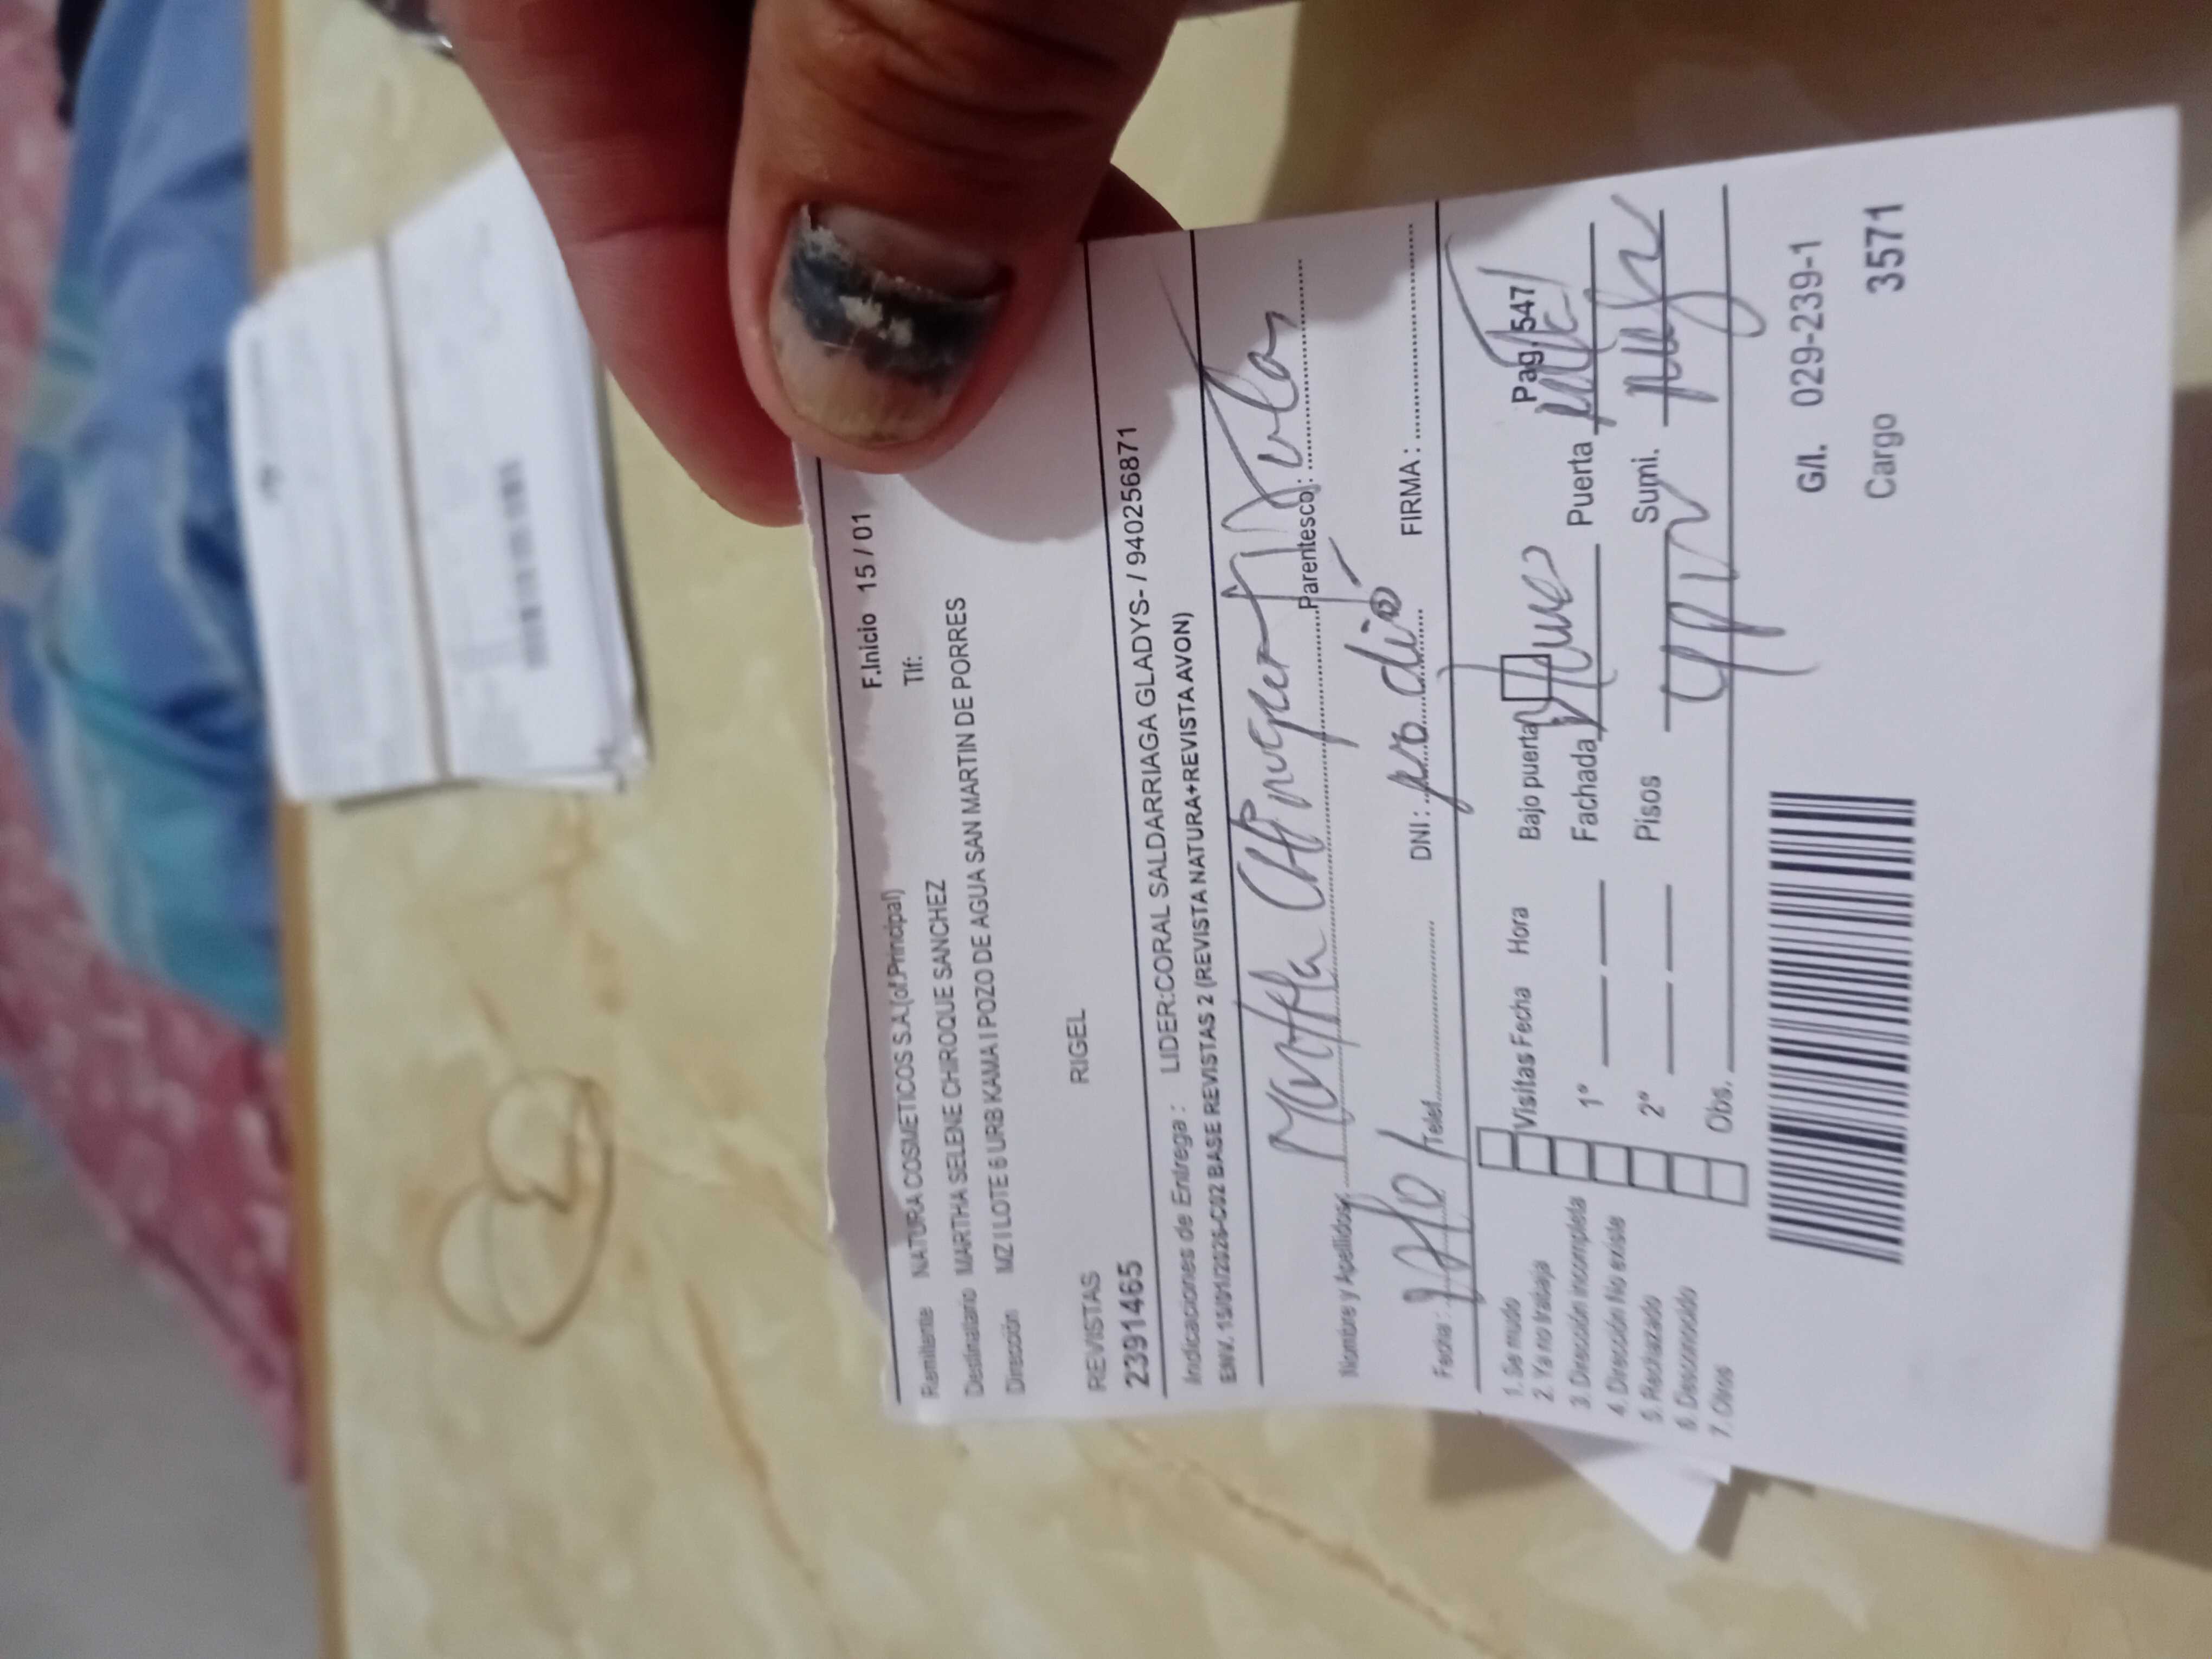 F.Inicio 15 / 01
Remitente NATURA COSMETICOS S.A.(of.Principal) Tlf:
Destinatario MARTHA SELENE CHIROQUE SANCHEZ
Dirección MZ I LOTE 6 URB KAMA I POZO DE AGUA SAN MARTIN DE PORRES
REVISTAS RIGEL
2391465
Indicaciones de Entrega : LIDER:CORAL SALDARRIAGA GLADYS- / 940256871
ENV. 15/01/2026-C02 BASE REVISTAS 2 (REVISTA NATURA+REVISTA AVON)
Martha Chiroque Titular
Nombre y Apellidos Parentesco :
Fecha : Telef. DNI : no dio FIRMA :
Pag. 547
1. Se mudo Visitas Fecha Hora Bajo puerta
2. Ya no trabaja
3. Dirección incompleta 1° Fachada Puerta
4. Dirección No existe
5. Rechazado 2° Pisos Sumi.
6. Desconocido
7. Otros Obs.
G/I. 029-239-1
Cargo 3571